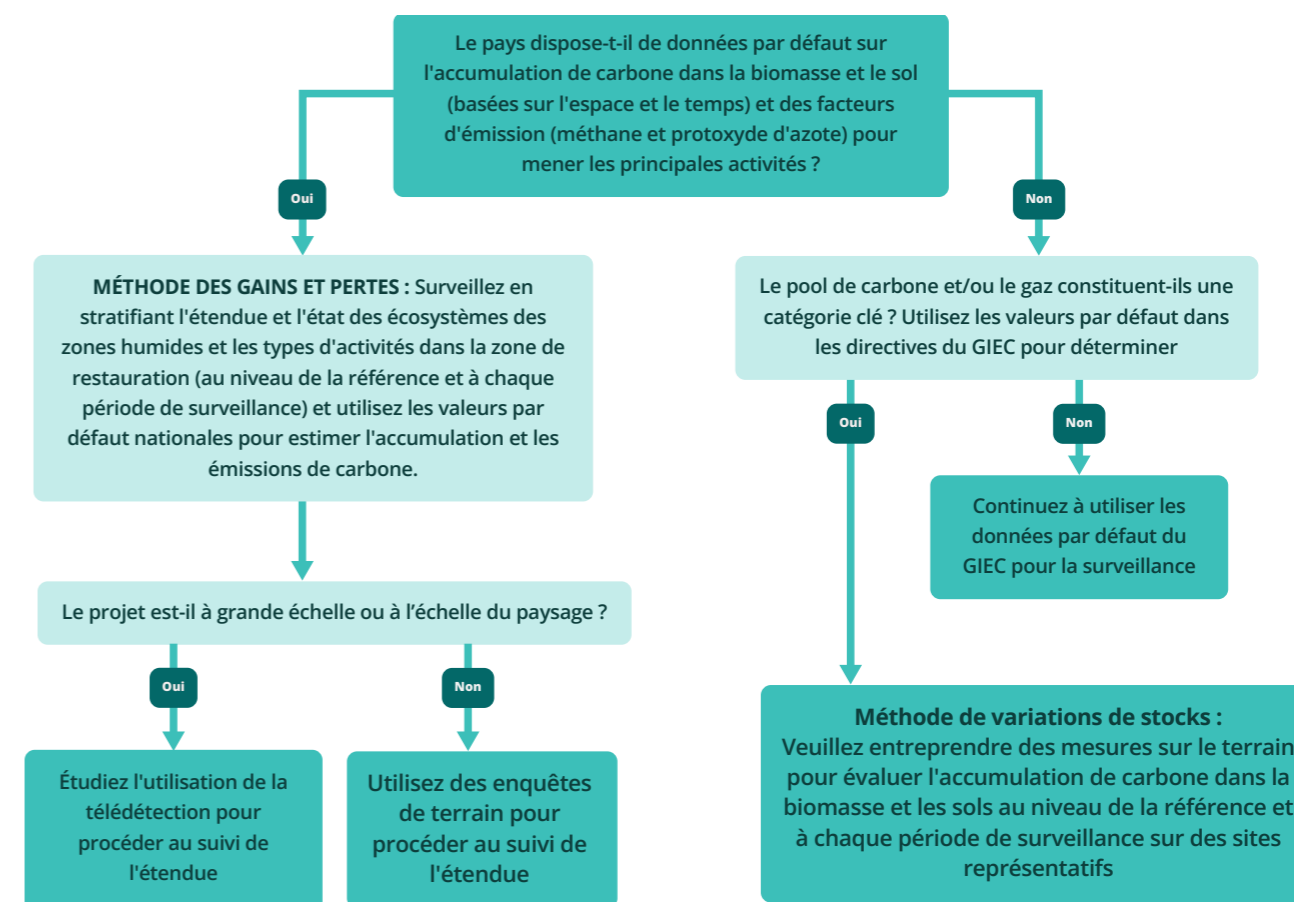 Le pays dispose-t-il de données par défaut sur
l'accumulation de carbone dans la biomasse et le sol
(basées sur l'espace et le temps) et des facteurs
d'émission (méthane et protoxyde d'azote) pour
mener les principales activités ?
Oui
Non
MÉTHODE DES GAINS ET PERTES : Surveillez en
stratifiant l'étendue et l'état des écosystèmes des
zones humides et les types d'activités dans la zone de
restauration (au niveau de la référence et à chaque
période de surveillance) et utilisez les valeurs par
défaut nationales pour estimer l'accumulation et les
émissions de carbone.
Le pool de carbone et/ou le gaz constituent-ils une
catégorie clé ? Utilisez les valeurs par défaut dans
les directives du GIEC pour déterminer
Oui
Non
Continuez à utiliser les
données par défaut du
GIEC pour la surveillance
Le projet est-il à grande échelle ou à l’échelle du paysage ?
Oui
Non
Étudiez l'utilisation de la
télédétection pour
procéder au suivi de
l'étendue
Utilisez des enquêtes
de terrain pour
procéder au suivi de
l'étendue
Méthode de variations de stocks :
Veuillez entreprendre des mesures sur le terrain
pour évaluer l'accumulation de carbone dans la
biomasse et les sols au niveau de la référence et
à chaque période de surveillance sur des sites
représentatifs